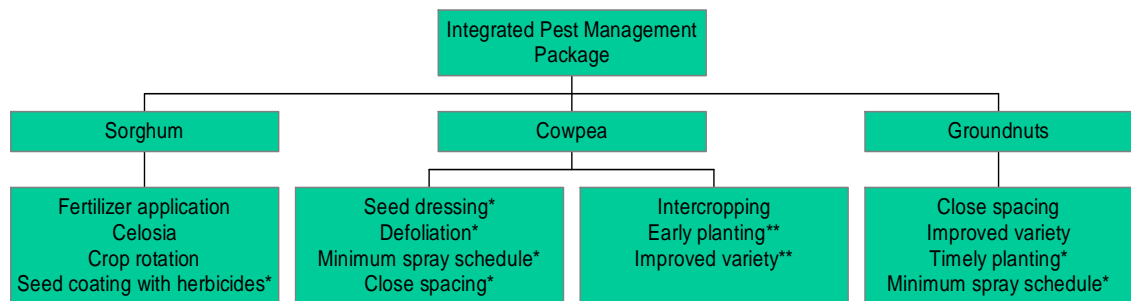 Integrated Pest Management
Package
Sorghum
Cowpea
Groundnuts
Fertilizer application
Celosia
Crop rotation
Seed coating with herbicides*
Seed dressing*
Defoliation*
Minimum spray schedule*
Close spacing*
Intercropping
Early planting**
Improved variety**
Close spacing
Improved variety
Timely planting*
Minimum spray schedule*